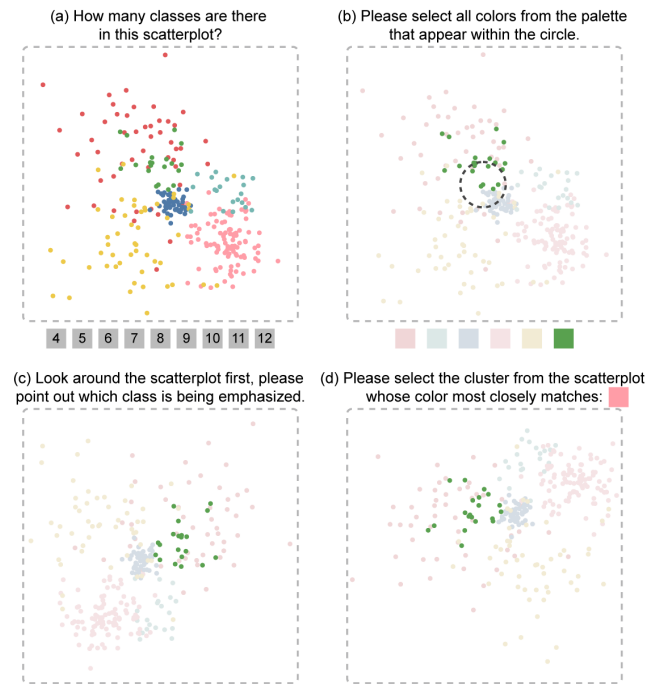 (a) How many classes are there
in this scatterplot?
(b) Please select all colors from the palette
that appear within the circle.
4 5 6 7 8 9 10 11 12
(c) Look around the scatterplot first, please
point out which class is being emphasized.
(d) Please select the cluster from the scatterplot
whose color most closely matches: